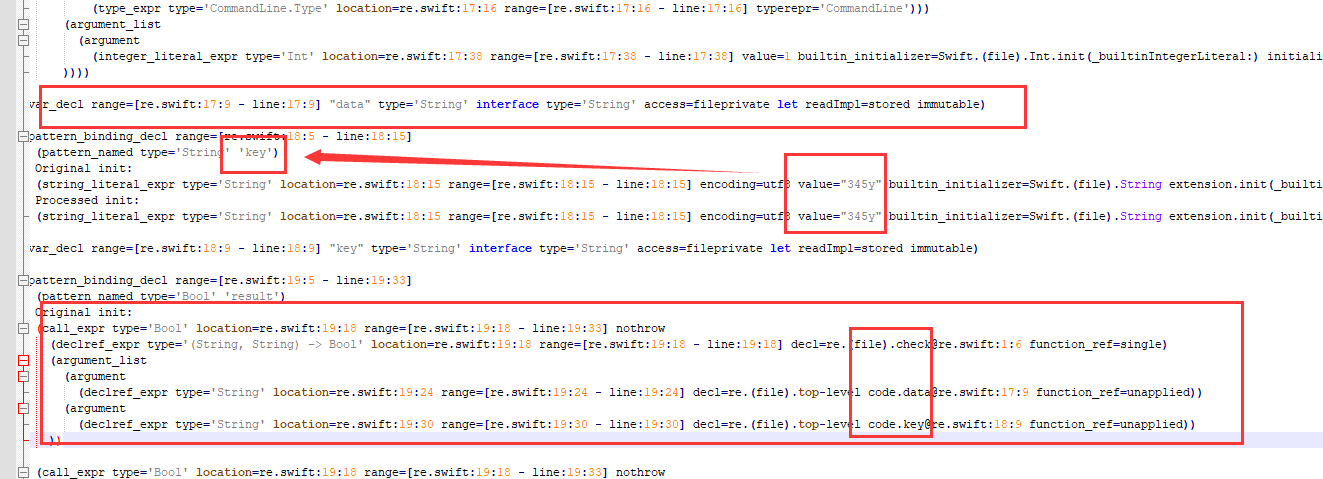 (type_expr type='CommandLine.Type' location=re.swift:17:16 range=[re.swift:17:16 - line:17:16] typerepr='CommandLine')))
(argument_list
(argument
(integer_literal_expr type='Int' location=re.swift:17:38 range=[re.swift:17:38 - line:17:38] value=1 builtin_initializer=Swift.(file).Int.init(_builtinIntegerLiteral:) initiali
))))
var_decl range=[re.swift:17:9 - line:17:9] "data" type='String' interface type='String' access=fileprivate let readImpl=stored immutable)
pattern_binding_decl range=[re.swift:18:5 - line:18:15]
(pattern_named type='String' 'key')
Original init:
(string_literal_expr type='String' location=re.swift:18:15 range=[re.swift:18:15 - line:18:15] encoding=utf8 value="345y" builtin_initializer=Swift.(file).String extension.init(_builti
Processed init:
(string_literal_expr type='String' location=re.swift:18:15 range=[re.swift:18:15 - line:18:15] encoding=utf8 value="345y" builtin_initializer=Swift.(file).String extension.init(_builti
var_decl range=[re.swift:18:9 - line:18:9] "key" type='String' interface type='String' access=fileprivate let readImpl=stored immutable)
pattern_binding_decl range=[re.swift:19:5 - line:19:33]
(pattern_named type='Bool' 'result')
Original init:
(call_expr type='Bool' location=re.swift:19:18 range=[re.swift:19:18 - line:19:33] nothrow
(declref_expr type='(String, String) -> Bool' location=re.swift:19:18 range=[re.swift:19:18 - line:19:18] decl=re.(file).check@re.swift:1:6 function_ref=single)
(argument_list
(argument
(declref_expr type='String' location=re.swift:19:24 range=[re.swift:19:24 - line:19:24] decl=re.(file).top-level code.data@re.swift:17:9 function_ref=unapplied))
(argument
(declref_expr type='String' location=re.swift:19:30 range=[re.swift:19:30 - line:19:30] decl=re.(file).top-level code.key@re.swift:18:9 function_ref=unapplied))
))
(call_expr type='Bool' location=re.swift:19:18 range=[re.swift:19:18 - line:19:33] nothrow